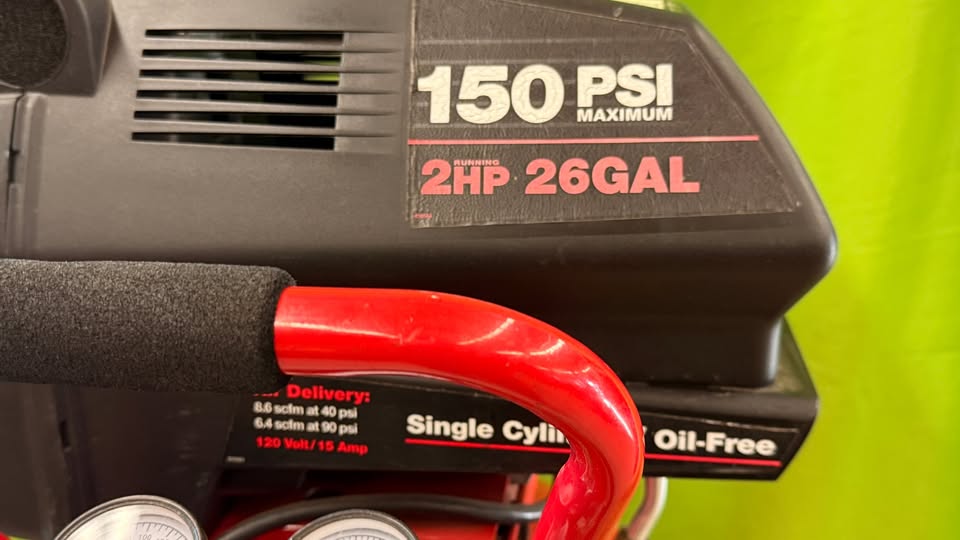 150 PSI
MAXIMUM
RUNNING
2HP 26GAL
Delivery:
8.6 scfm at 40 psi
6.4 scfm at 90 psi
120 Volt/15 Amp
Single Oil-Free